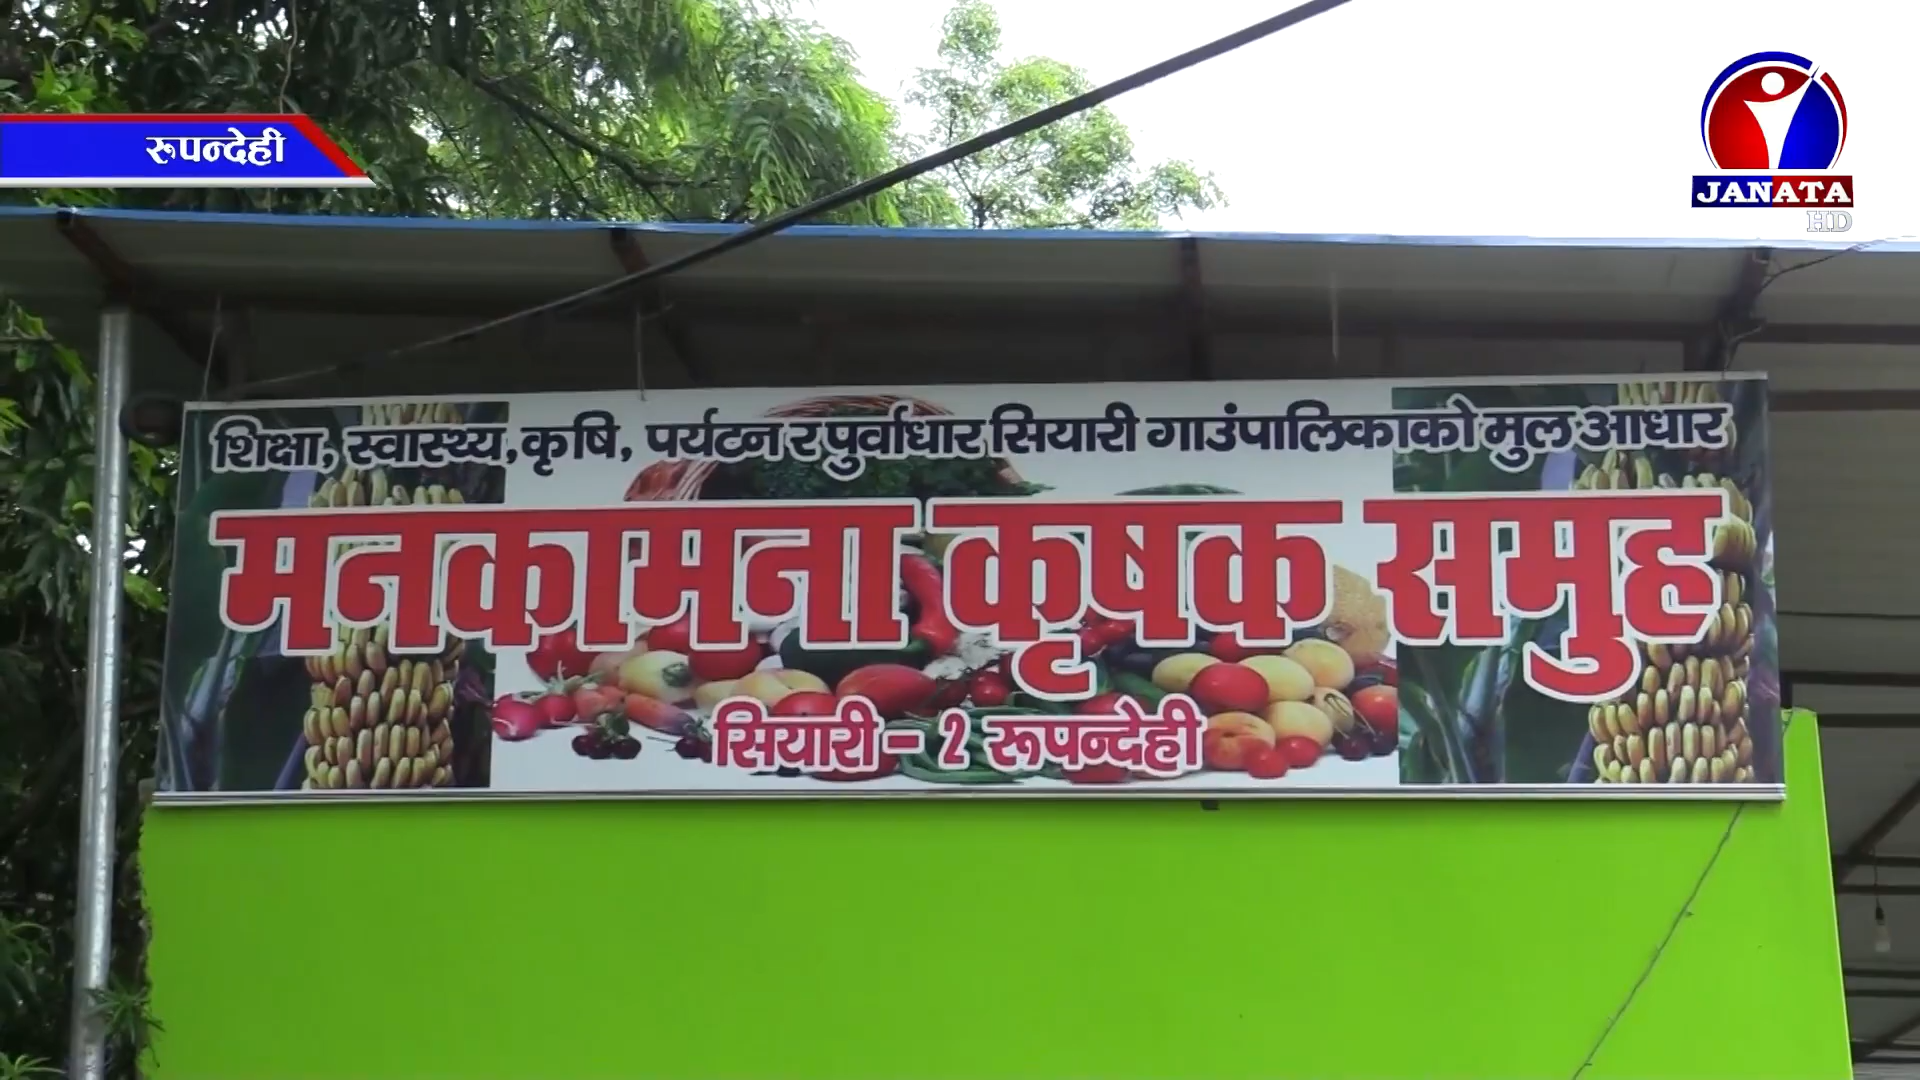 रुपन्देही
JANATA
HD
शिक्षा, स्वास्थ्य,कृषि, पर्यटन र पुर्वाधार सियारी गाउंपालिकाको मुल आधार
मनकामना कृषक समुह
सियारी - 2 रुपन्देही